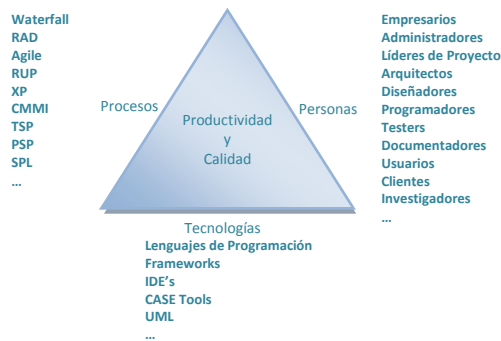 Waterfall
RAD
Agile
RUP
XP
CMMI
TSP
PSP
SPL
...
Procesos
Productividad
y
Calidad
Personas
Empresarios
Administradores
Líderes de Proyecto
Arquitectos
Diseñadores
Programadores
Testers
Documentadores
Usuarios
Clientes
Investigadores
...
Tecnologías
Lenguajes de Programación
Frameworks
IDE's
CASE Tools
UML
...